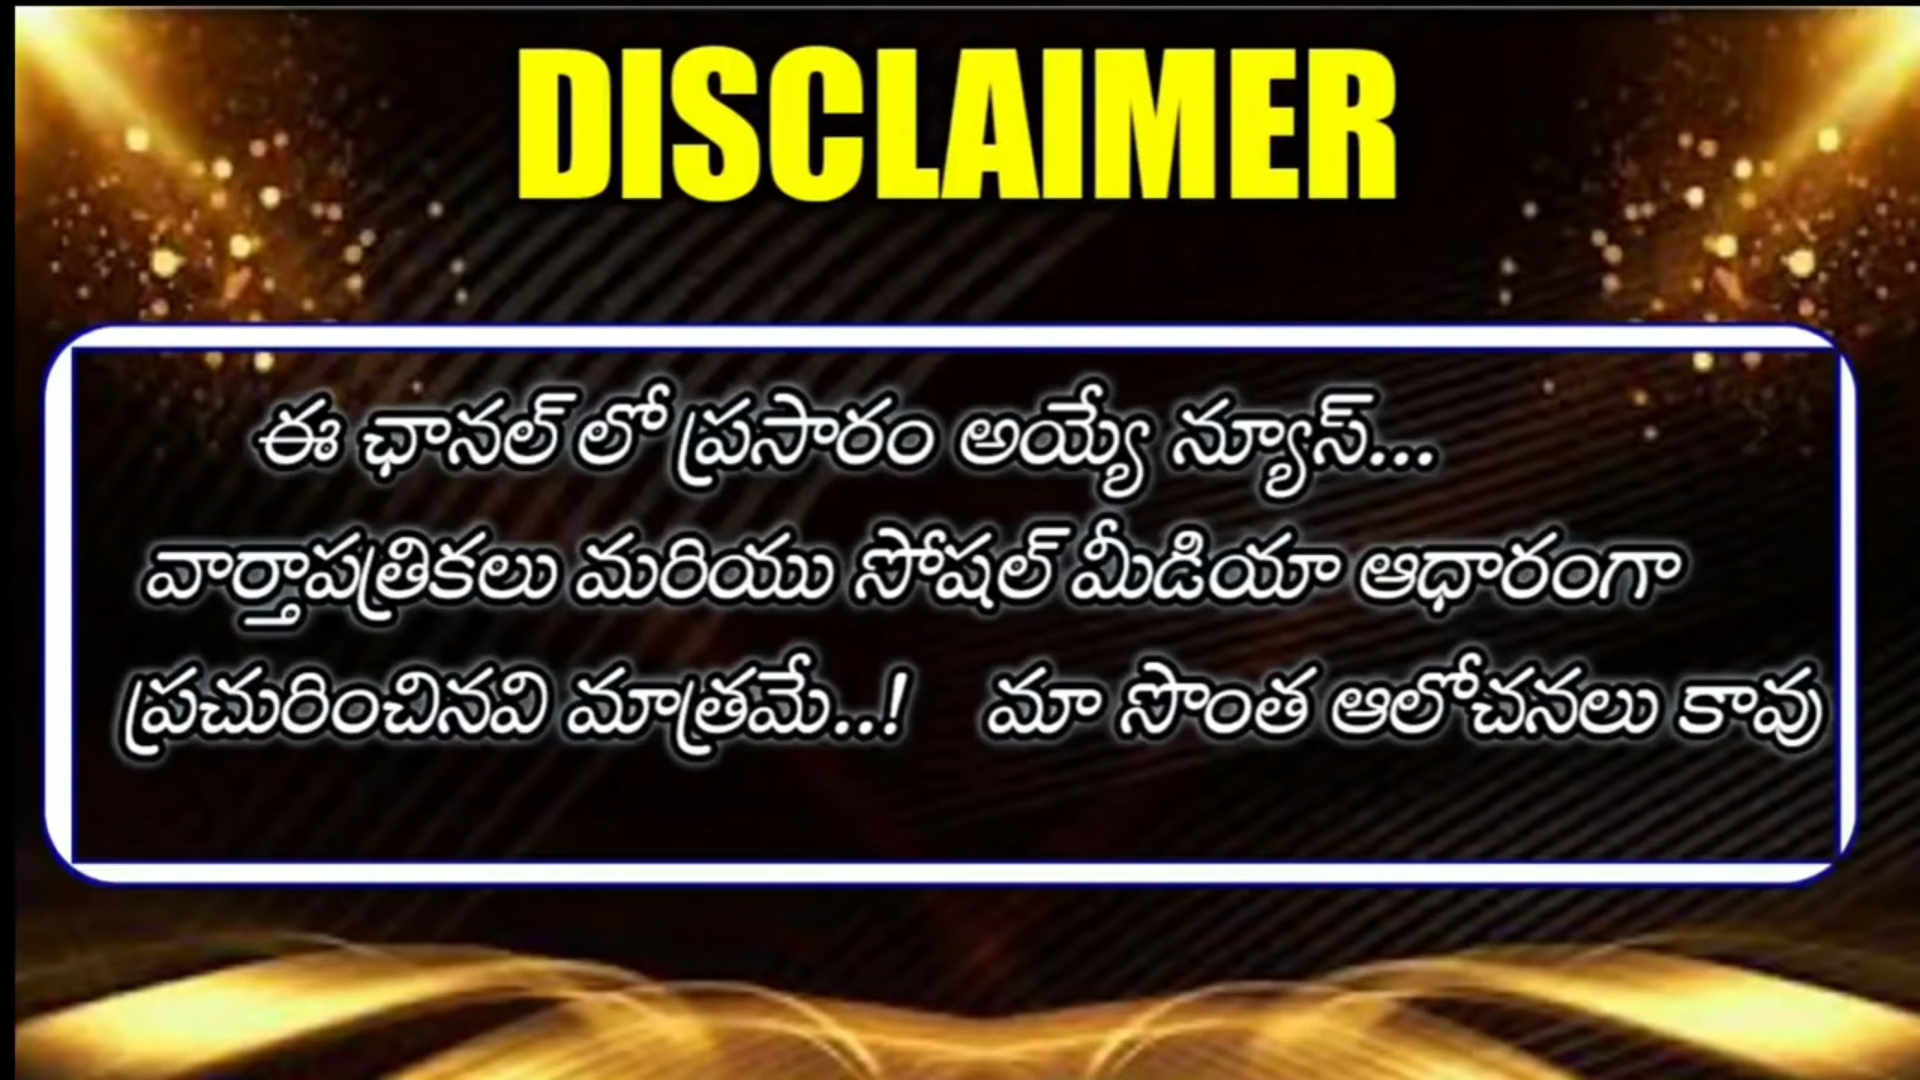 DISCLAIMER
ఈ ఛానల్ లో ప్రసారం అయ్యే న్యూస్...
వార్తాపత్రికలు మరియు సోషల్ మీడియా ఆధారంగా
ప్రచురించినవి మాత్రమే..! మా సొంత ఆలోచనలు కావు